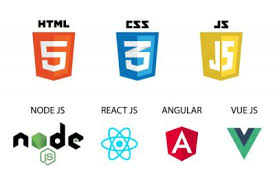 HTML CSS JS
5 3 JS
NODE JS REACT JS ANGULAR VUE JS
node A
JS